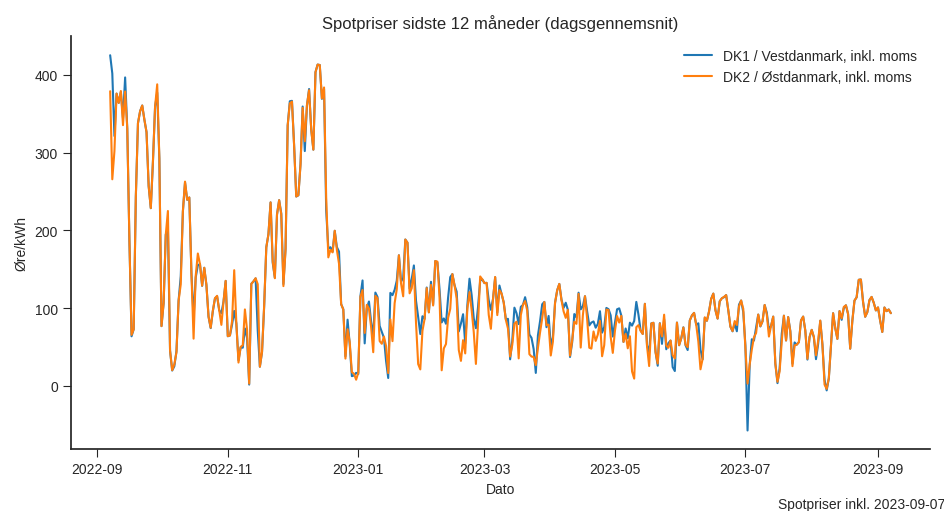 Spotpriser sidste 12 måneder (dagsgennemsnit)
DK1 / Vestdanmark, inkl. moms
DK2 / Østdanmark, inkl. moms
Øre/kWh
400
300
200
100
0
2022-09
2022-11
2023-01
2023-03
2023-05
2023-07
2023-09
Dato
Spotpriser inkl. 2023-09-07